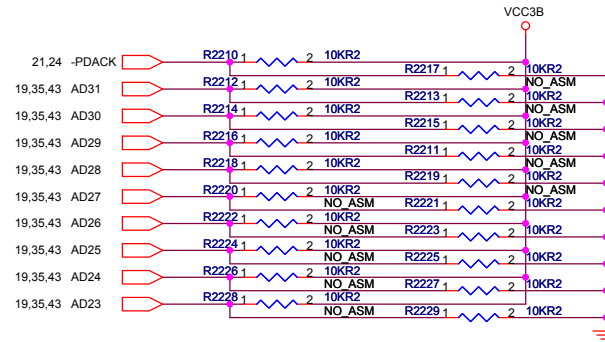 VCC3B
R2210 1 2 10KR2
21,24 -PDACK
R2217 1 2 10KR2
NO_ASM
R2212 1 2 10KR2
19,35,43 AD31
R2213 1 2 10KR2
NO_ASM
R2214 1 2 10KR2
19,35,43 AD30
R2215 1 2 10KR2
NO_ASM
R2216 1 2 10KR2
19,35,43 AD29
R2211 1 2 10KR2
NO_ASM
R2218 1 2 10KR2
19,35,43 AD28
R2219 1 2 10KR2
NO_ASM
R2220 1 2 10KR2
19,35,43 AD27
NO_ASM
R2221 1 2 10KR2
R2222 1 2 10KR2
19,35,43 AD26
NO_ASM
R2223 1 2 10KR2
R2224 1 2 10KR2
19,35,43 AD25
NO_ASM
R2225 1 2 10KR2
R2226 1 2 10KR2
19,35,43 AD24
NO_ASM
R2227 1 2 10KR2
R2228 1 2 10KR2
19,35,43 AD23
NO_ASM
R2229 1 2 10KR2